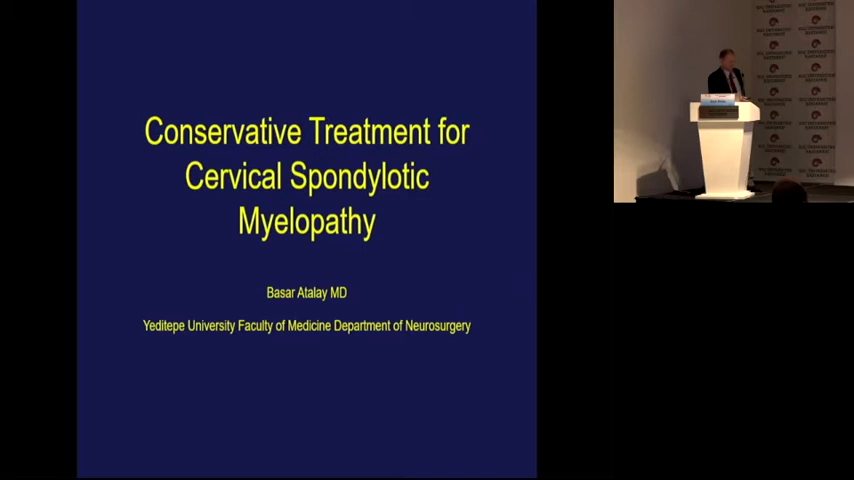 Conservative Treatment for
Cervical Spondylotic
Myelopathy
Basar Atalay MD
Yeditepe University Faculty of Medicine Department of Neurosurgery